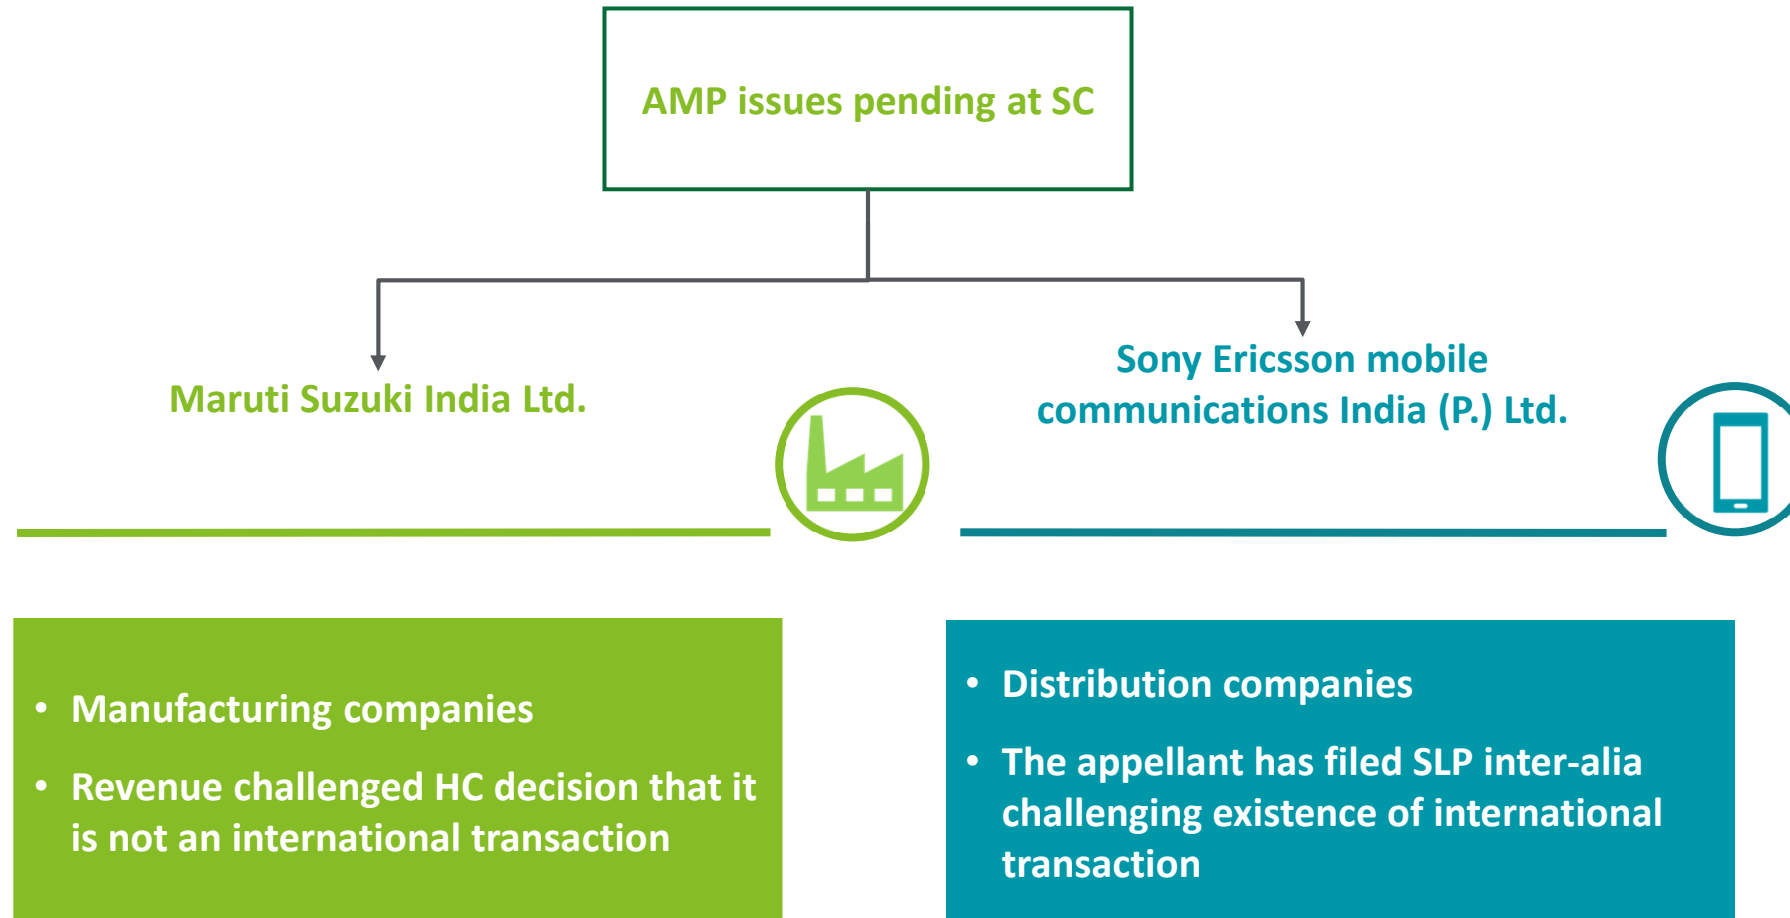 AMP issues pending at SC
Maruti Suzuki India Ltd.
Sony Ericsson mobile
communications India (P.) Ltd.
• Manufacturing companies
• Revenue challenged HC decision that it
is not an international transaction
• Distribution companies
• The appellant has filed SLP inter-alia
challenging existence of international
transaction